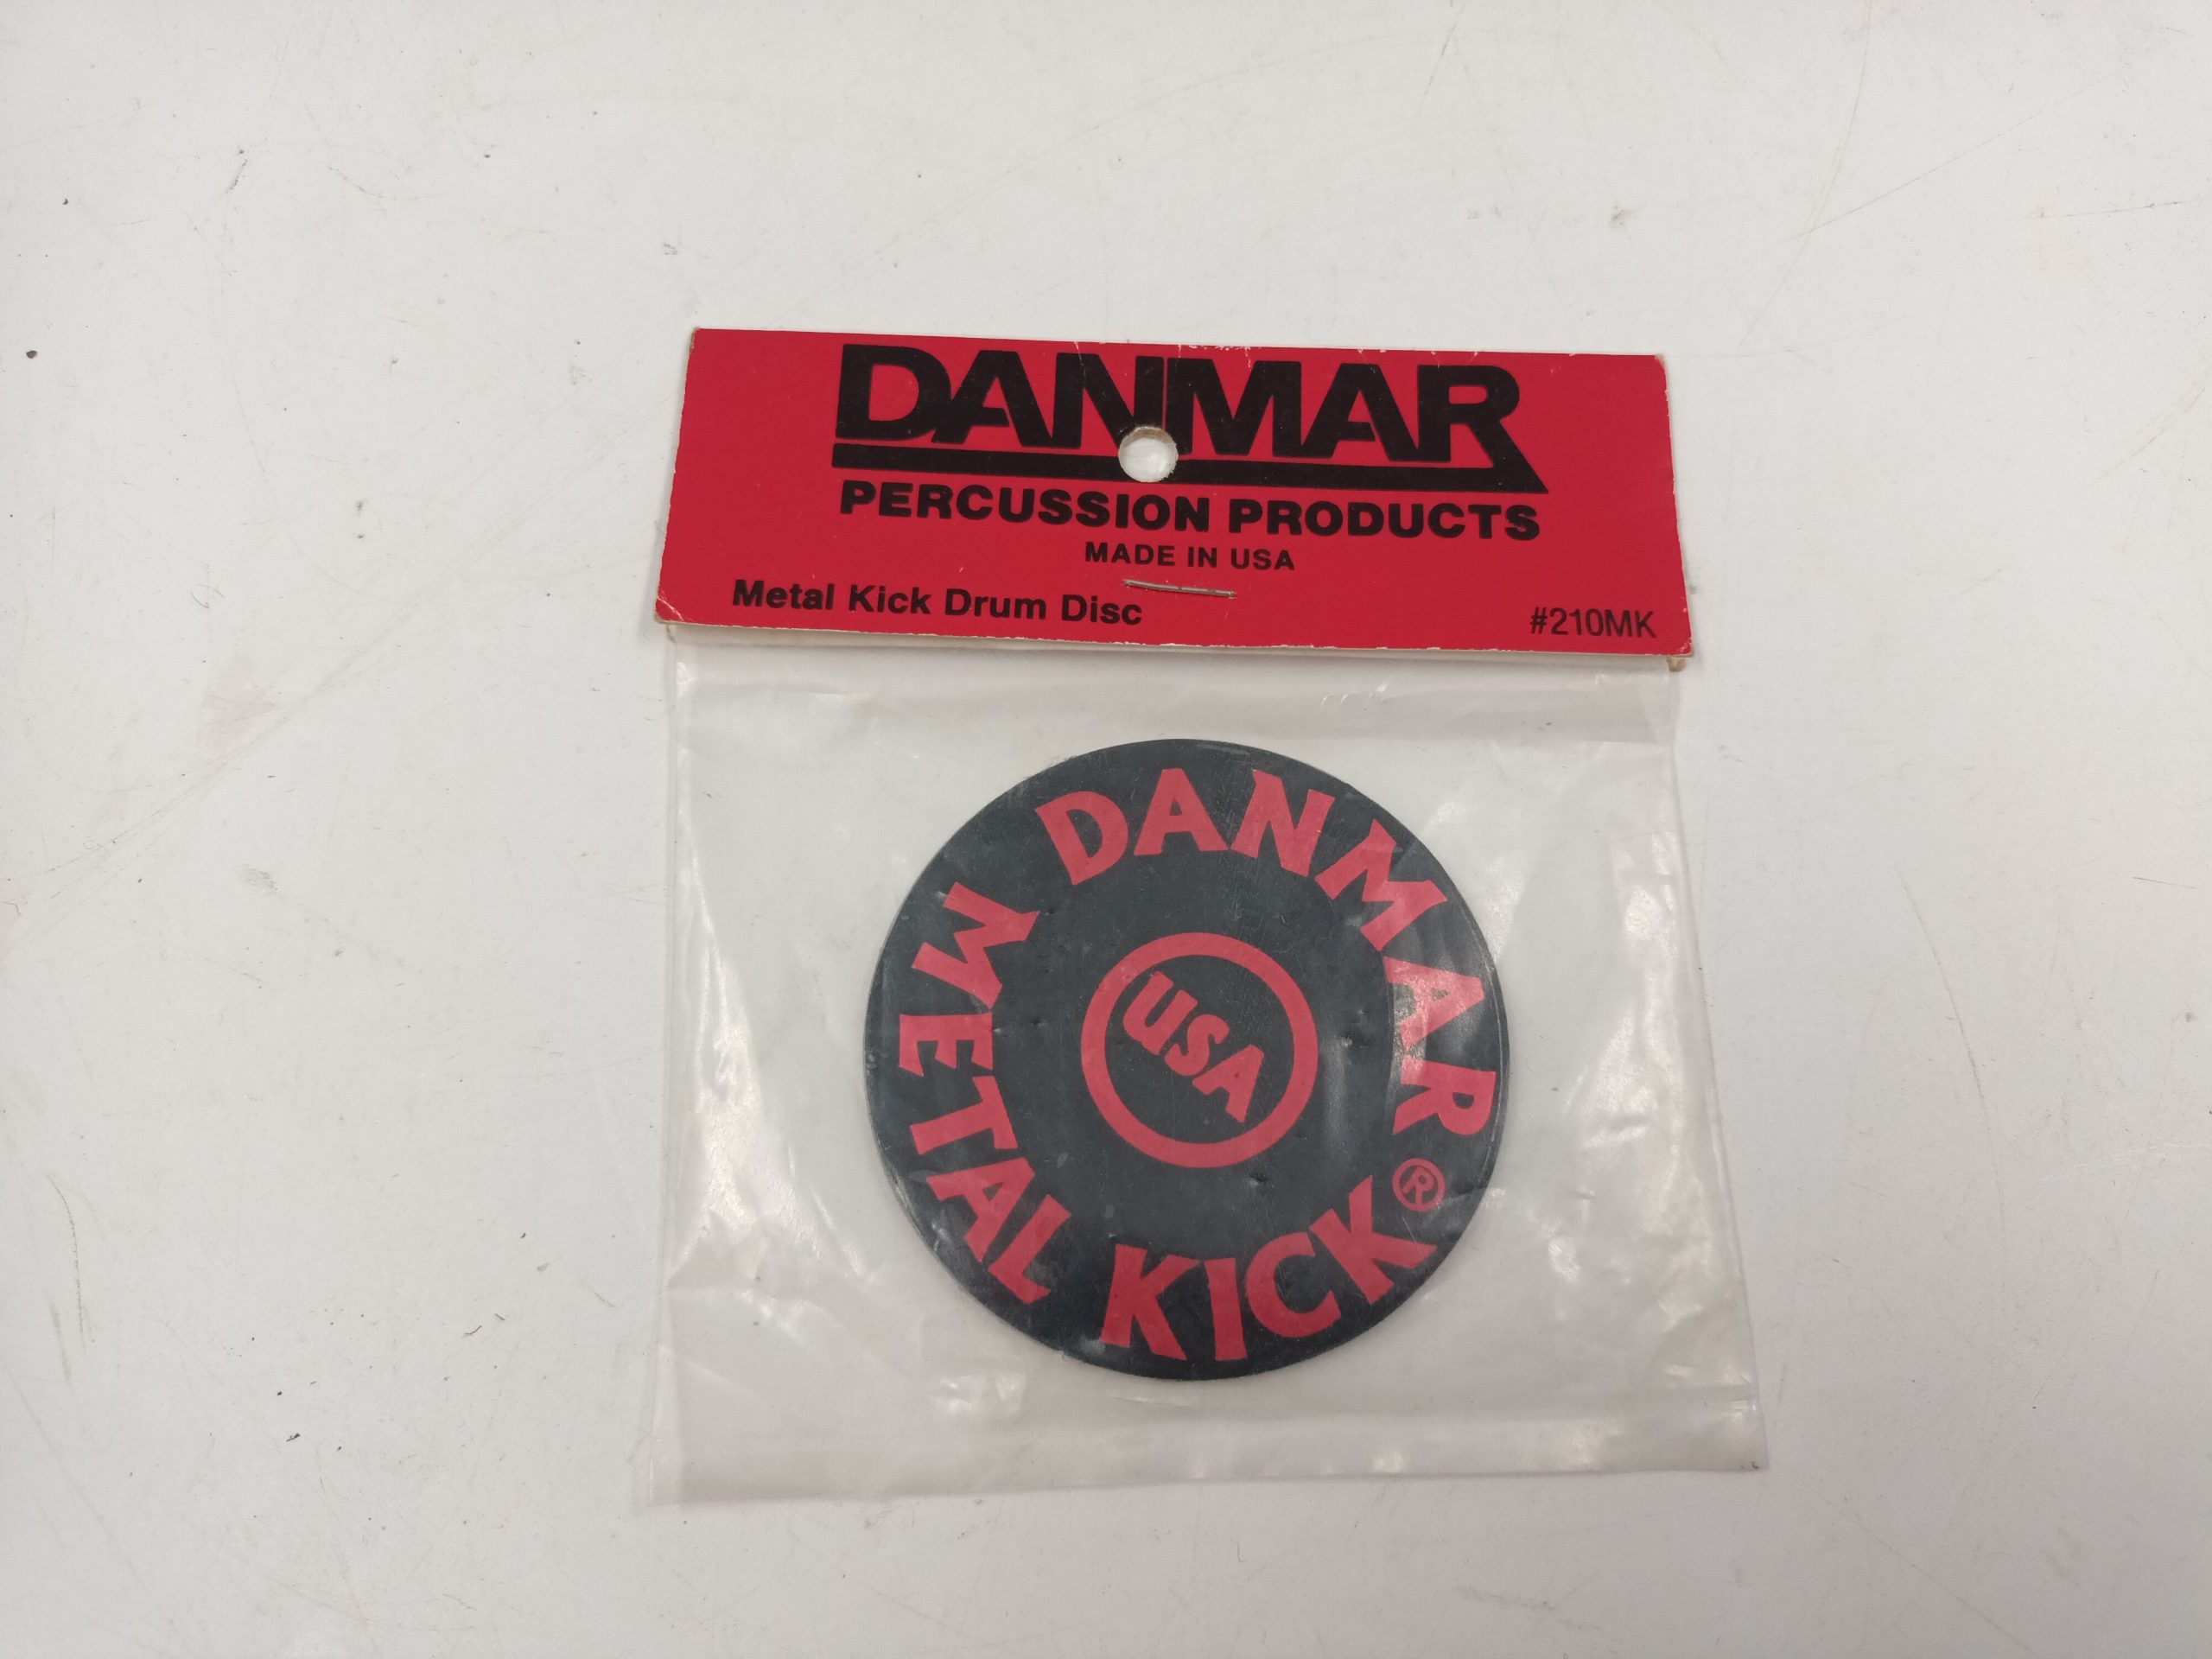 DANMAR
PERCUSSION PRODUCTS
MADE IN USA
Metal Kick Drum Disc
#210MK
DANMAR®
METAL KICK
USA